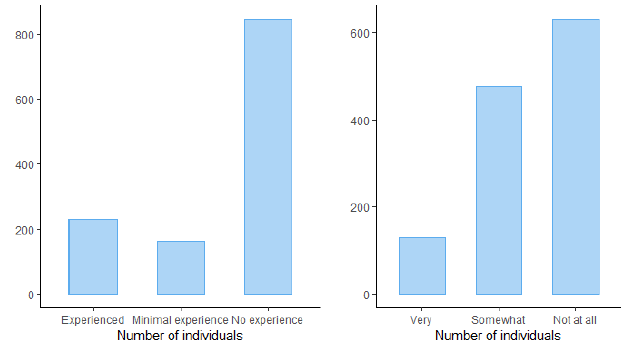 800
600
400
200
0
Experienced Minimal experience No experience
Number of individuals
600
400
200
0
Very Somewhat Not at all
Number of individuals